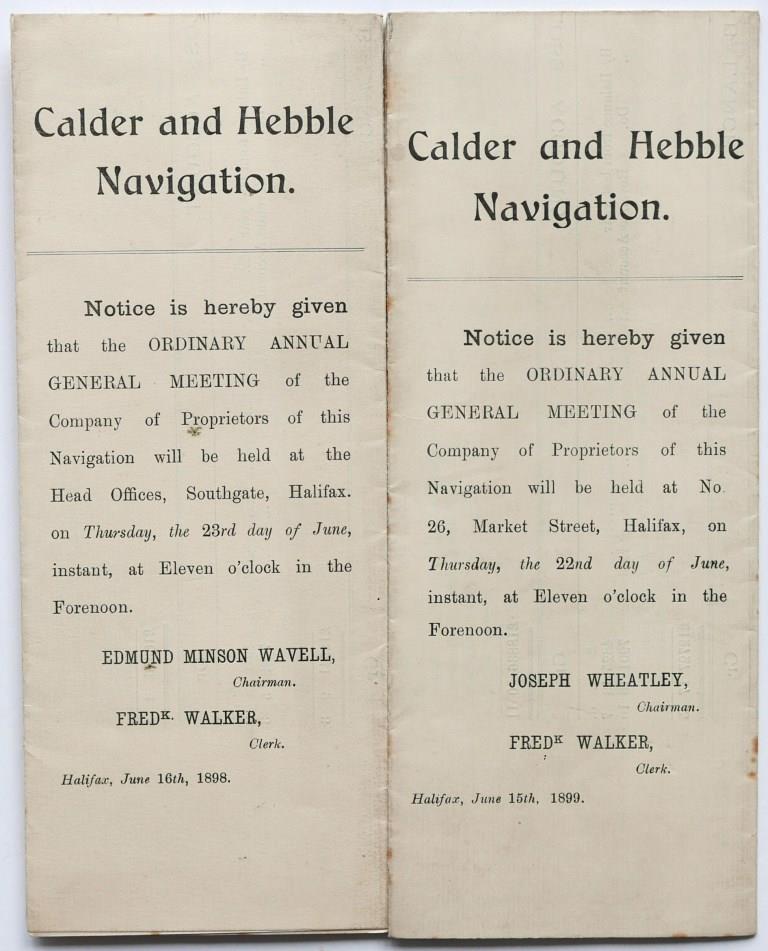 Calder and Hebble
Navigation.
Notice is hereby given
that the ORDINARY ANNUAL
GENERAL MEETING of the
Company of Proprietors of this
Navigation will be held at the
Head Offices, Southgate, Halifax.
on Thursday, the 23rd day of June,
instant, at Eleven o'clock in the
Forenoon.
EDMUND MINSON WAVELL,
Chairman.
FREDK. WALKER,
Clerk.
Halifax, June 16th, 1898.
Calder and Hebble
Navigation.
Notice is hereby given
that the ORDINARY ANNUAL
GENERAL MEETING of the
Company of Proprietors of this
Navigation will be held at No.
26, Market Street, Halifax, on
Thursday, the 22nd day of June,
instant, at Eleven o'clock in the
Forenoon.
JOSEPH WHEATLEY,
Chairman.
FREDK WALKER,
Clerk.
Halifax, June 15th, 1899.